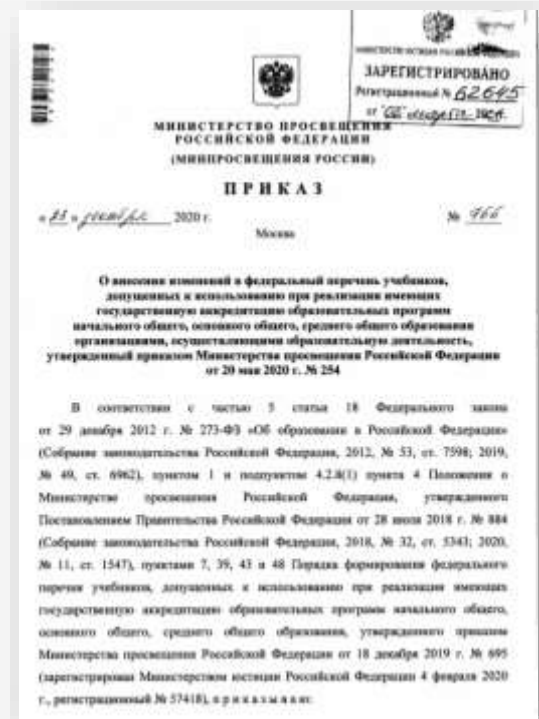 МИНИСТЕРСТВО ЮСТИЦИИ РОССИЙСКОЙ ФЕДЕРАЦИИ
ЗАРЕГИСТРИРОВАНО
Регистрационный № 62645
от
МИНИСТЕРСТВО ПРОСВЕЩЕНИЯ
РОССИЙСКОЙ ФЕДЕРАЦИИ
(МИНПРОСВЕЩЕНИЯ РОССИИ)
ПРИКАЗ
« 23 » декабря 2020 г.
№ 766
Москва
О внесении изменений в федеральный перечень учебников,
допущенных к использованию при реализации имеющих
государственную аккредитацию образовательных программ
начального общего, основного общего, среднего общего образования
организациями, осуществляющими образовательную деятельность,
утвержденный приказом Министерства просвещения Российской Федерации
от 20 мая 2020 г. № 254
В соответствии с частью 5 статьи 18 Федерального закона
от 29 декабря 2012 г. № 273-ФЗ «Об образовании в Российской Федерации»
(Собрание законодательства Российской Федерации, 2012, № 53, ст. 7598; 2019,
№ 49, ст. 6962), пунктом 1 и подпунктом 4.2.8(1) пункта 4 Положения о
Министерстве просвещения Российской Федерации, утвержденного
Постановлением Правительства Российской Федерации от 28 июля 2018 г. № 884
(Собрание законодательства Российской Федерации, 2018, № 32, ст. 5343; 2020,
№ 11, ст. 1547), пунктами 7, 39, 43 и 48 Порядка формирования федерального
перечня учебников, допущенных к использованию при реализации имеющих
государственную аккредитацию образовательных программ начального общего,
основного общего, среднего общего образования, утвержденного приказом
Министерства просвещения Российской Федерации от 18 декабря 2019 г. № 695
(зарегистрирован Министерством юстиции Российской Федерации 4 февраля 2020
г., регистрационный № 57418), п р и к а з ы в а ю: